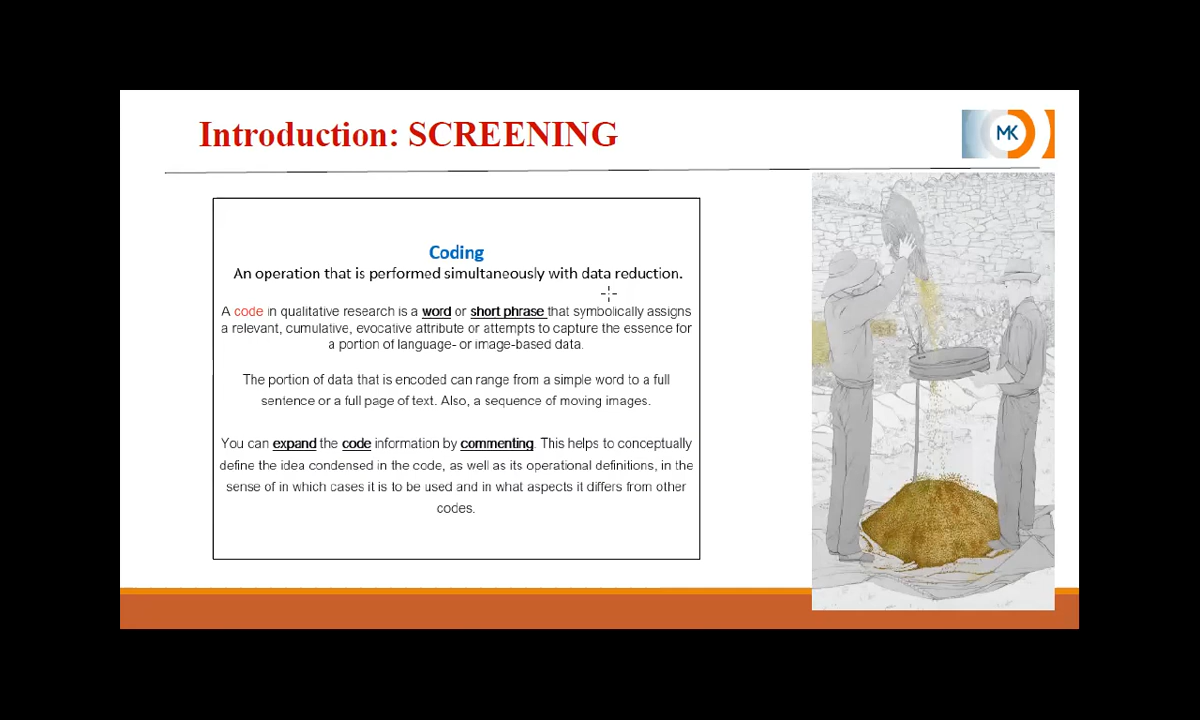 Introduction: SCREENING
MK
Coding
An operation that is performed simultaneously with data reduction.
A code in qualitative research is a word or short phrase that symbolically assigns
a relevant, cumulative, evocative attribute or attempts to capture the essence for
a portion of language- or image-based data.
The portion of data that is encoded can range from a simple word to a full
sentence or a full page of text. Also, a sequence of moving images.
You can expand the code information by commenting. This helps to conceptually
define the idea condensed in the code, as well as its operational definitions, in the
sense of in which cases it is to be used and in what aspects it differs from other
codes.